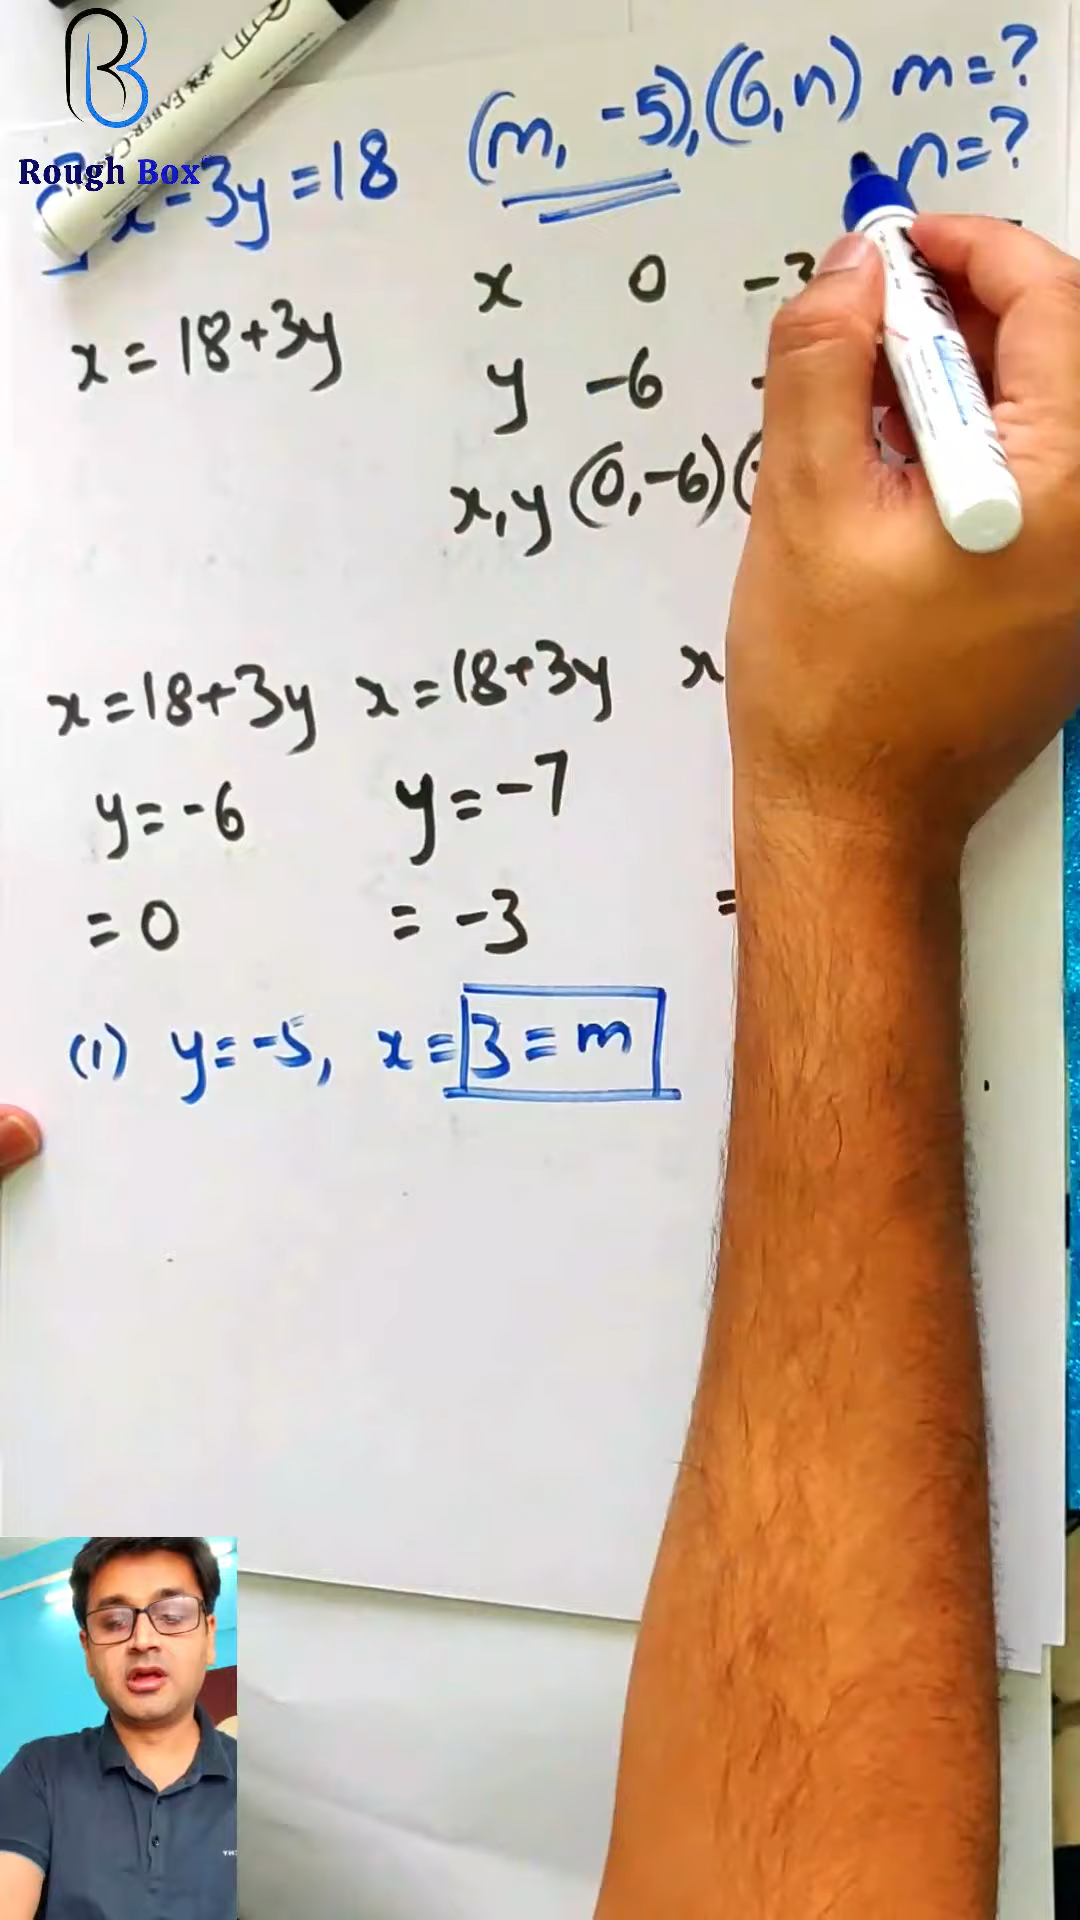 Rough Box
x-3y=18
(m, -5), (6, n) m=?
n=?
x = 18+3y
x 0 -3
y -6
x, y (0, -6) (
x=18+3y x=18+3y x
y=-6 y=-7
= 0 = -3 =
(1) y=-5, x=3=m